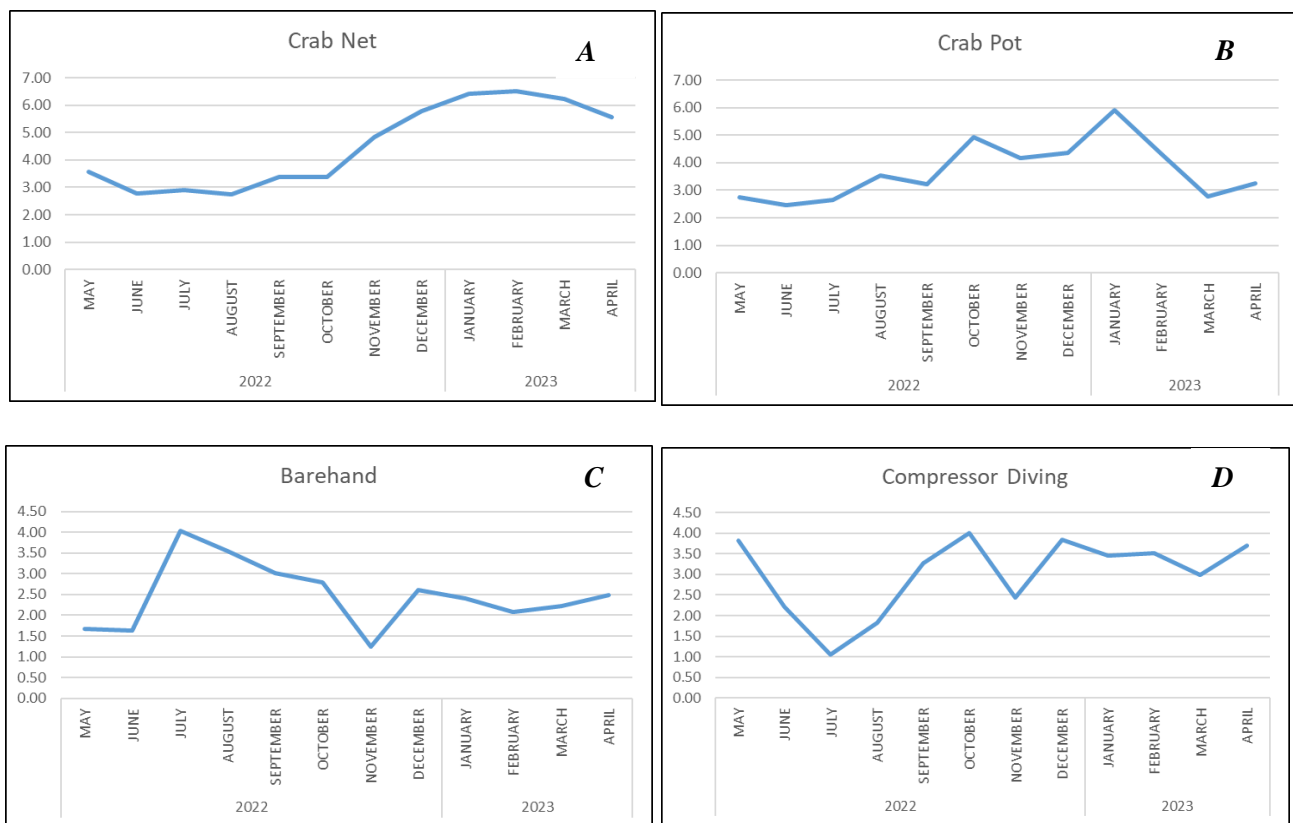 Crab Net
A
7.00
6.00
5.00
4.00
3.00
2.00
1.00
0.00
MAY
JUNE
JULY
AUGUST
SEPTEMBER
OCTOBER
NOVEMBER
DECEMBER
JANUARY
FEBRUARY
MARCH
APRIL
2022
2023
Crab Pot
B
7.00
6.00
5.00
4.00
3.00
2.00
1.00
0.00
MAY
JUNE
JULY
AUGUST
SEPTEMBER
OCTOBER
NOVEMBER
DECEMBER
JANUARY
FEBRUARY
MARCH
APRIL
2022
2023
Barehand
C
4.50
4.00
3.50
3.00
2.50
2.00
1.50
1.00
0.50
0.00
MAY
JUNE
JULY
AUGUST
SEPTEMBER
OCTOBER
NOVEMBER
DECEMBER
JANUARY
FEBRUARY
MARCH
APRIL
2022
2023
Compressor Diving
D
4.50
4.00
3.50
3.00
2.50
2.00
1.50
1.00
0.50
0.00
MAY
JUNE
JULY
AUGUST
SEPTEMBER
OCTOBER
NOVEMBER
DECEMBER
JANUARY
FEBRUARY
MARCH
APRIL
2022
2023